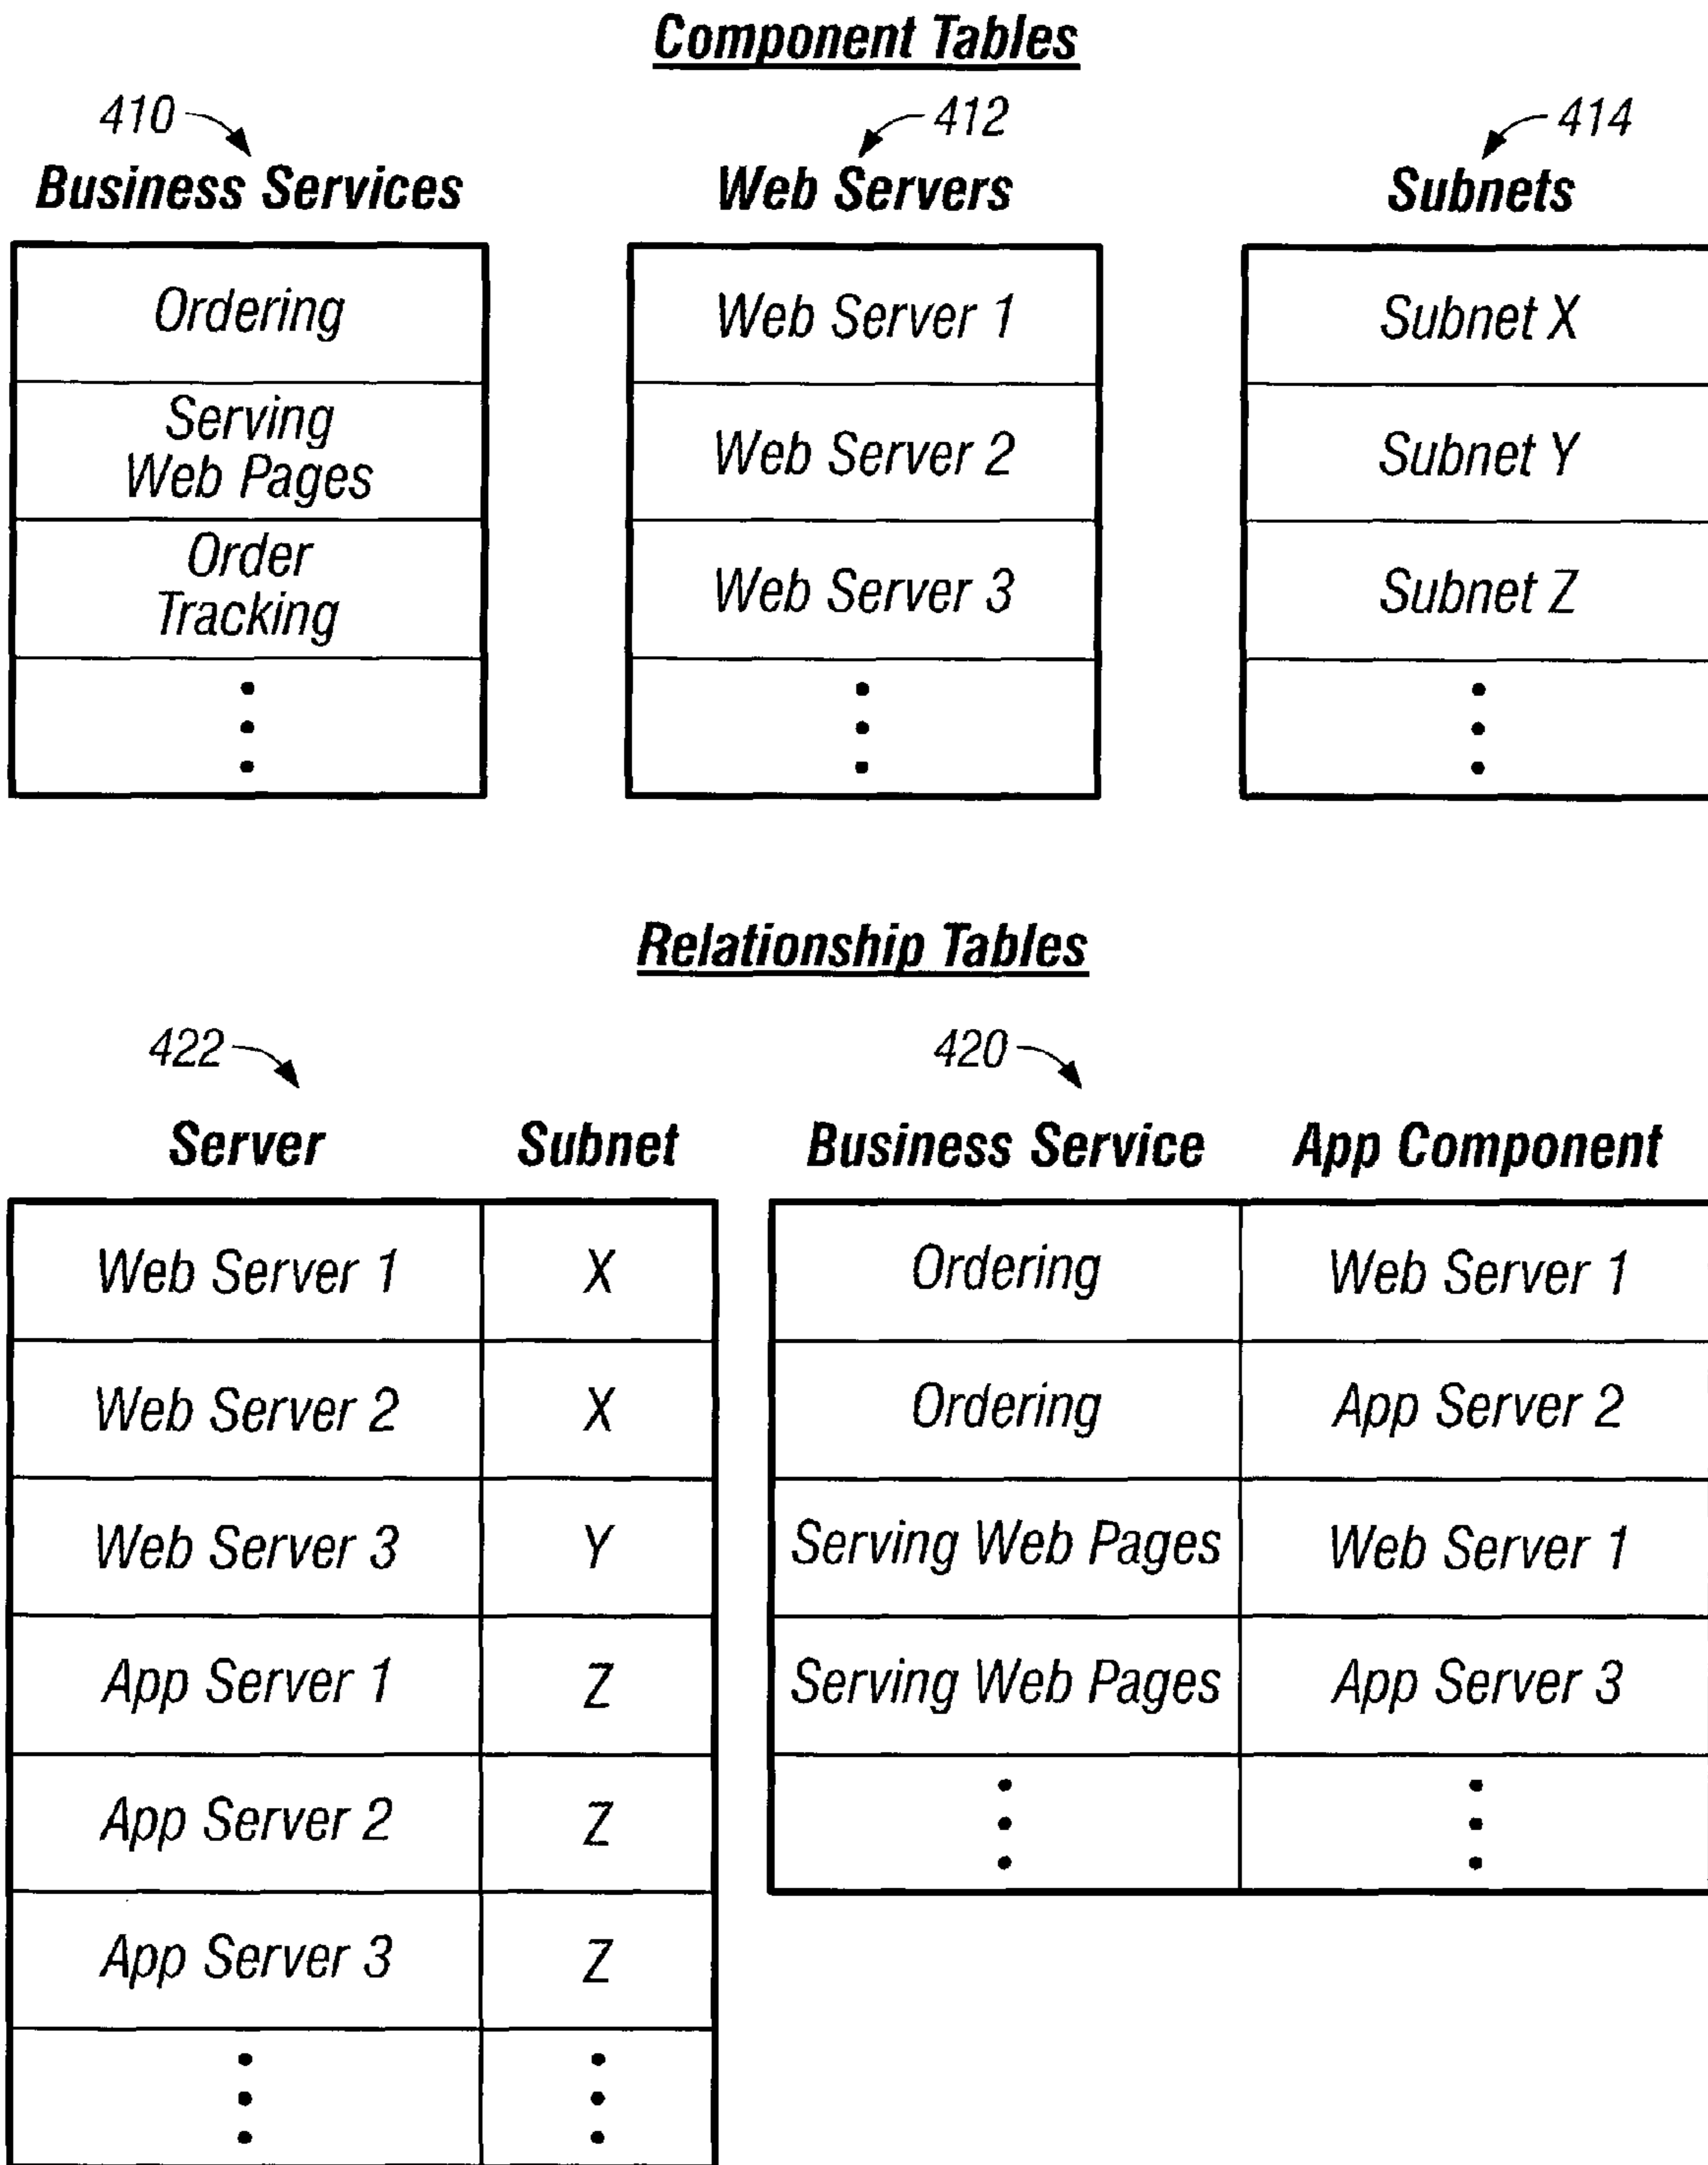 Component Tables
410
412
414
Business Services
Web Servers
Subnets
Ordering
Web Server 1
Subnet X
Serving
Web Pages
Web Server 2
Subnet Y
Order
Tracking
Web Server 3
Subnet Z
Relationship Tables
422
420
Server
Subnet
Business Service
App Component
Web Server 1
X
Ordering
Web Server 1
Web Server 2
X
Ordering
App Server 2
Web Server 3
Y
Serving Web Pages
Web Server 1
App Server 1
Z
Serving Web Pages
App Server 3
App Server 2
Z
App Server 3
Z